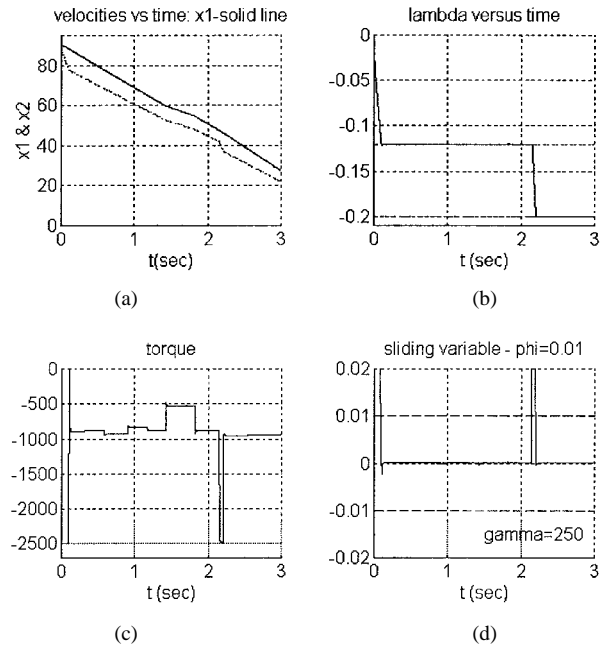 velocities vs time: x1-solid line
x1 & x2
80
60
40
20
0
0
1
2
3
t(sec)
(a)
lambda versus time
0
-0.05
-0.1
-0.15
-0.2
0
1
2
3
t (sec)
(b)
torque
0
-500
-1000
-1500
-2000
-2500
0
1
2
3
t (sec)
(c)
sliding variable - phi=0.01
0.02
0.01
0
-0.01
-0.02
gamma=250
0
1
2
3
t (sec)
(d)